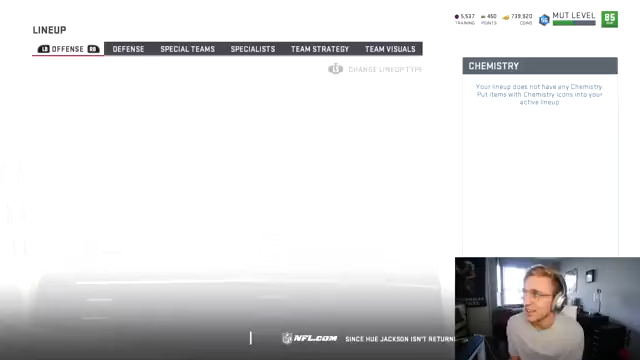 5,537 450 739,920 MUT LEVEL 85
TRAINING POINTS COINS
LINEUP
LB OFFENSE RB DEFENSE SPECIAL TEAMS SPECIALISTS TEAM STRATEGY TEAM VISUALS
LS CHANGE LINEUP TYPE
CHEMISTRY
Your lineup does not have any Chemistry.
Put items with Chemistry icons into your
active lineup.
NFL.COM SINCE HUE JACKSON ISN'T RETURN